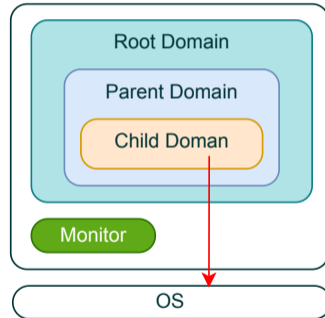 Root Domain
Parent Domain
Child Doman
Monitor
OS